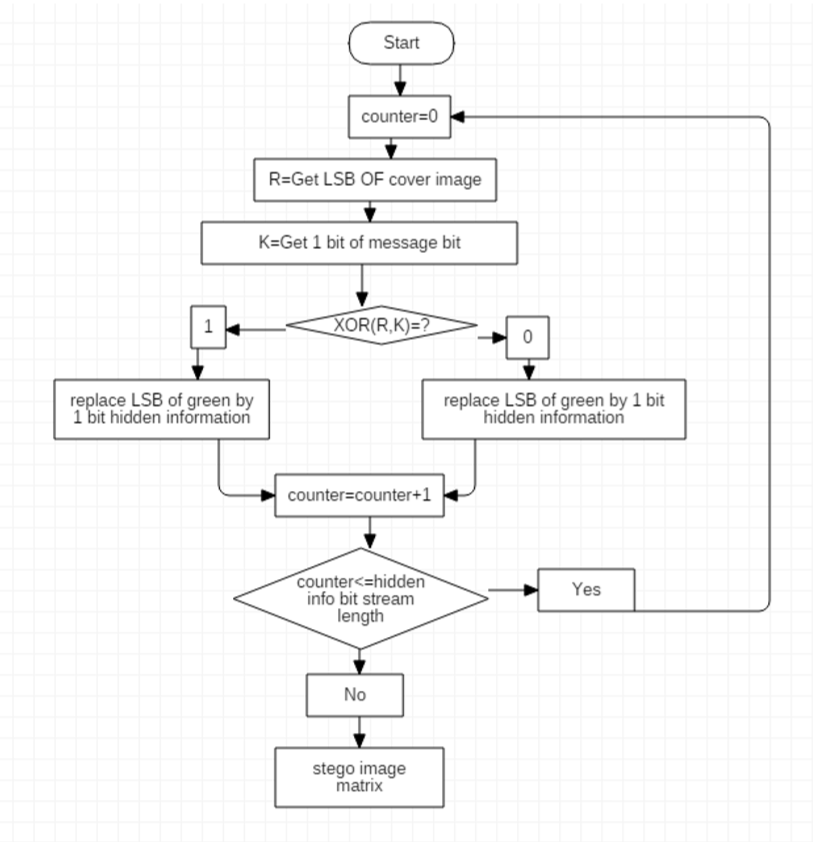 Start
counter=0
R=Get LSB OF cover image
K=Get 1 bit of message bit
XOR(R,K)=?
1
0
replace LSB of green by
1 bit hidden information
replace LSB of green by 1 bit
hidden information
counter=counter+1
counter<=hidden
info bit stream
length
Yes
No
stego image
matrix